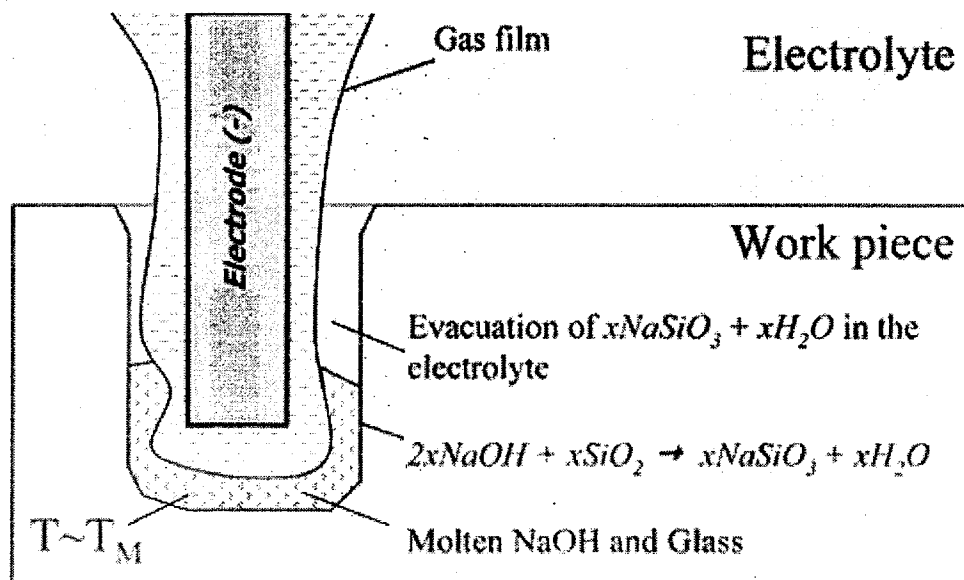 Gas film
Electrolyte
Electrode (-)
Work piece
Evacuation of xNaSiO₃ + xH₂O in the
electrolyte
2xNaOH + xSiO₂ → xNaSiO₃ + xH₂O
T~T_M
Molten NaOH and Glass